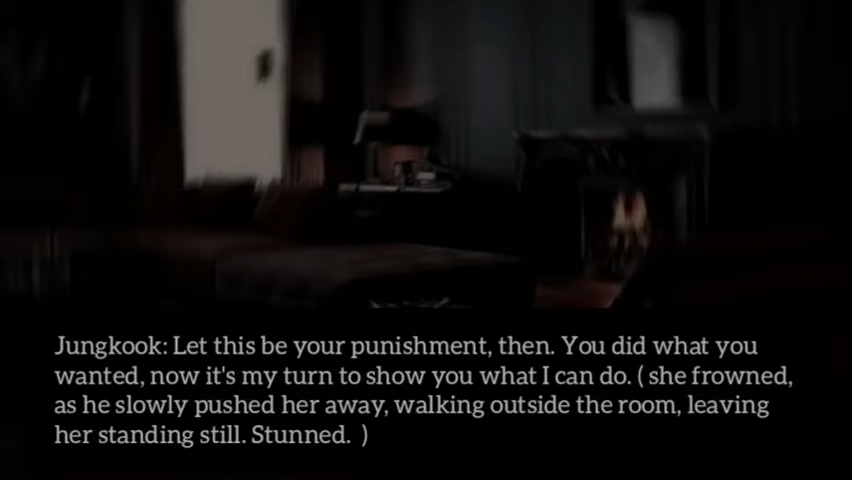 Jungkook: Let this be your punishment, then. You did what you
wanted, now it's my turn to show you what I can do. ( she frowned,
as he slowly pushed her away, walking outside the room, leaving
her standing still. Stunned.  )